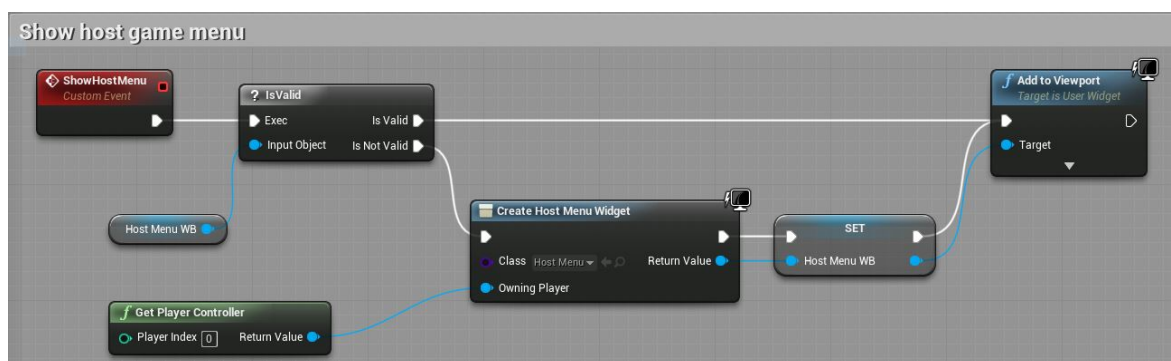 Show host game menu
ShowHostMenu
Custom Event
? IsValid
Exec Is Valid
Input Object Is Not Valid
f Add to Viewport
Target is User Widget
Target
Host Menu WB
Create Host Menu Widget
Class Host Menu Return Value
Owning Player
SET
Host Menu WB
f Get Player Controller
Player Index 0 Return Value